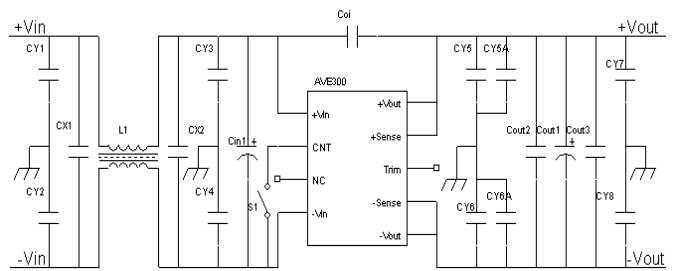 +Vin
Coi
+Vout
CY1
CY3
CY5
CY5A
CY7
AVE300
CX1
L1
CX2
Cin1
+
+Vin
CNT
NC
-Vin
+Vout
+Sense
Trim
-Sense
-Vout
Cout2
Cout1
Cout3
+
CY2
CY4
S1
CY6
CY6A
CY8
-Vin
-Vout